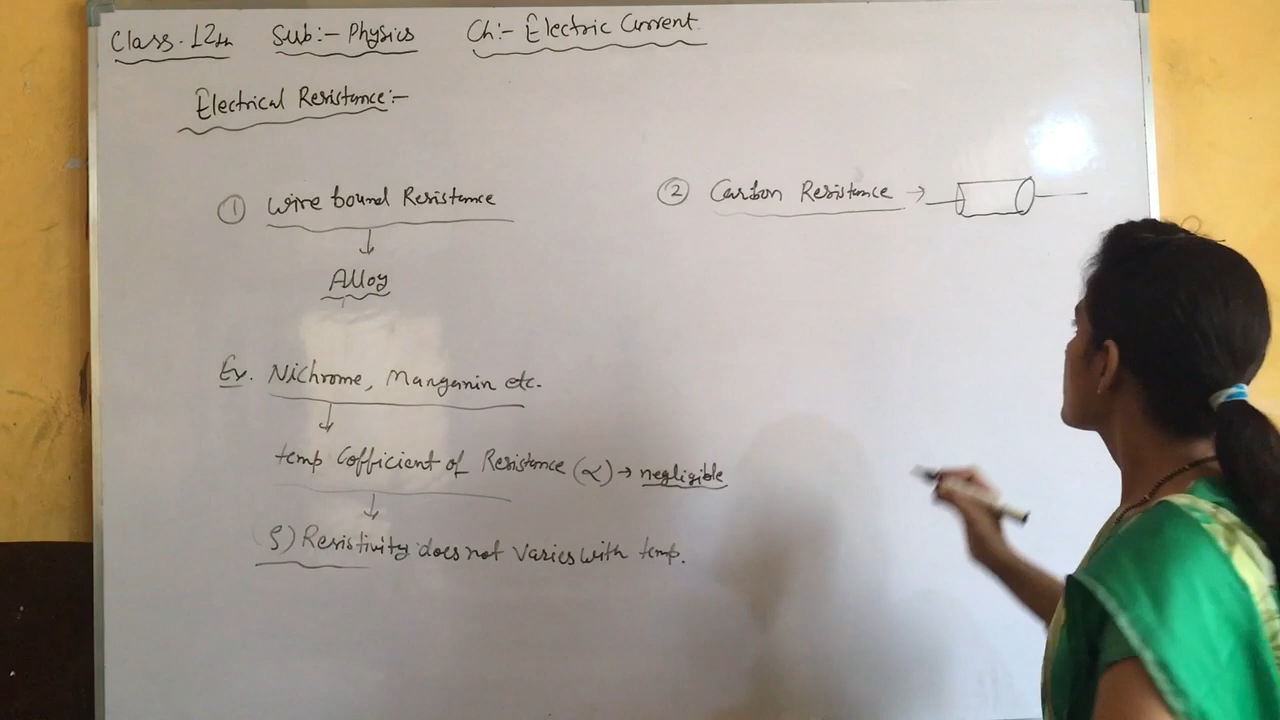 Class. 12th Sub:- Physics Ch:- Electric Current
Electrical Resistance:-
① Wire bound Resistance
② Carbon Resistance →
↓
Alloy
Ex. Nichrome, Manganin etc.
↓
temp Cofficient of Resistance (α) → negligible
↓
ρ) Resistivity does not varies with temp.